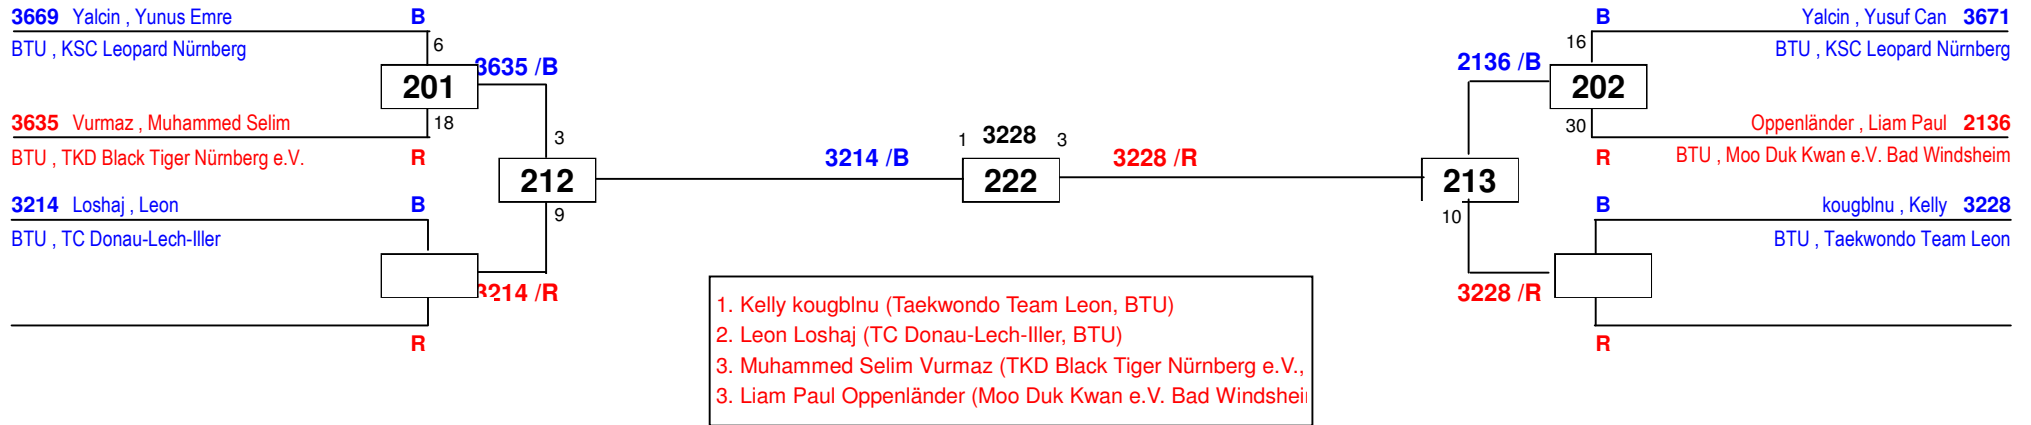 3669 Yalcin , Yunus Emre B
BTU , KSC Leopard Nürnberg
6
201
3635 /B
18
3635 Vurmaz , Muhammed Selim
BTU , TKD Black Tiger Nürnberg e.V. R
3
212
9
3214 Loshaj , Leon B
BTU , TC Donau-Lech-Iller
3214 /R
R
3214 /B
1 3228 3
222
3228 /R
B Yalcin , Yusuf Can 3671
BTU , KSC Leopard Nürnberg
16
2136 /B
202
30
Oppenländer , Liam Paul 2136
R BTU , Moo Duk Kwan e.V. Bad Windsheim
213
10
B kougblnu , Kelly 3228
BTU , Taekwondo Team Leon
3228 /R
R
1. Kelly kougblnu (Taekwondo Team Leon, BTU)
2. Leon Loshaj (TC Donau-Lech-Iller, BTU)
3. Muhammed Selim Vurmaz (TKD Black Tiger Nürnberg e.V.,
3. Liam Paul Oppenländer (Moo Duk Kwan e.V. Bad Windshei